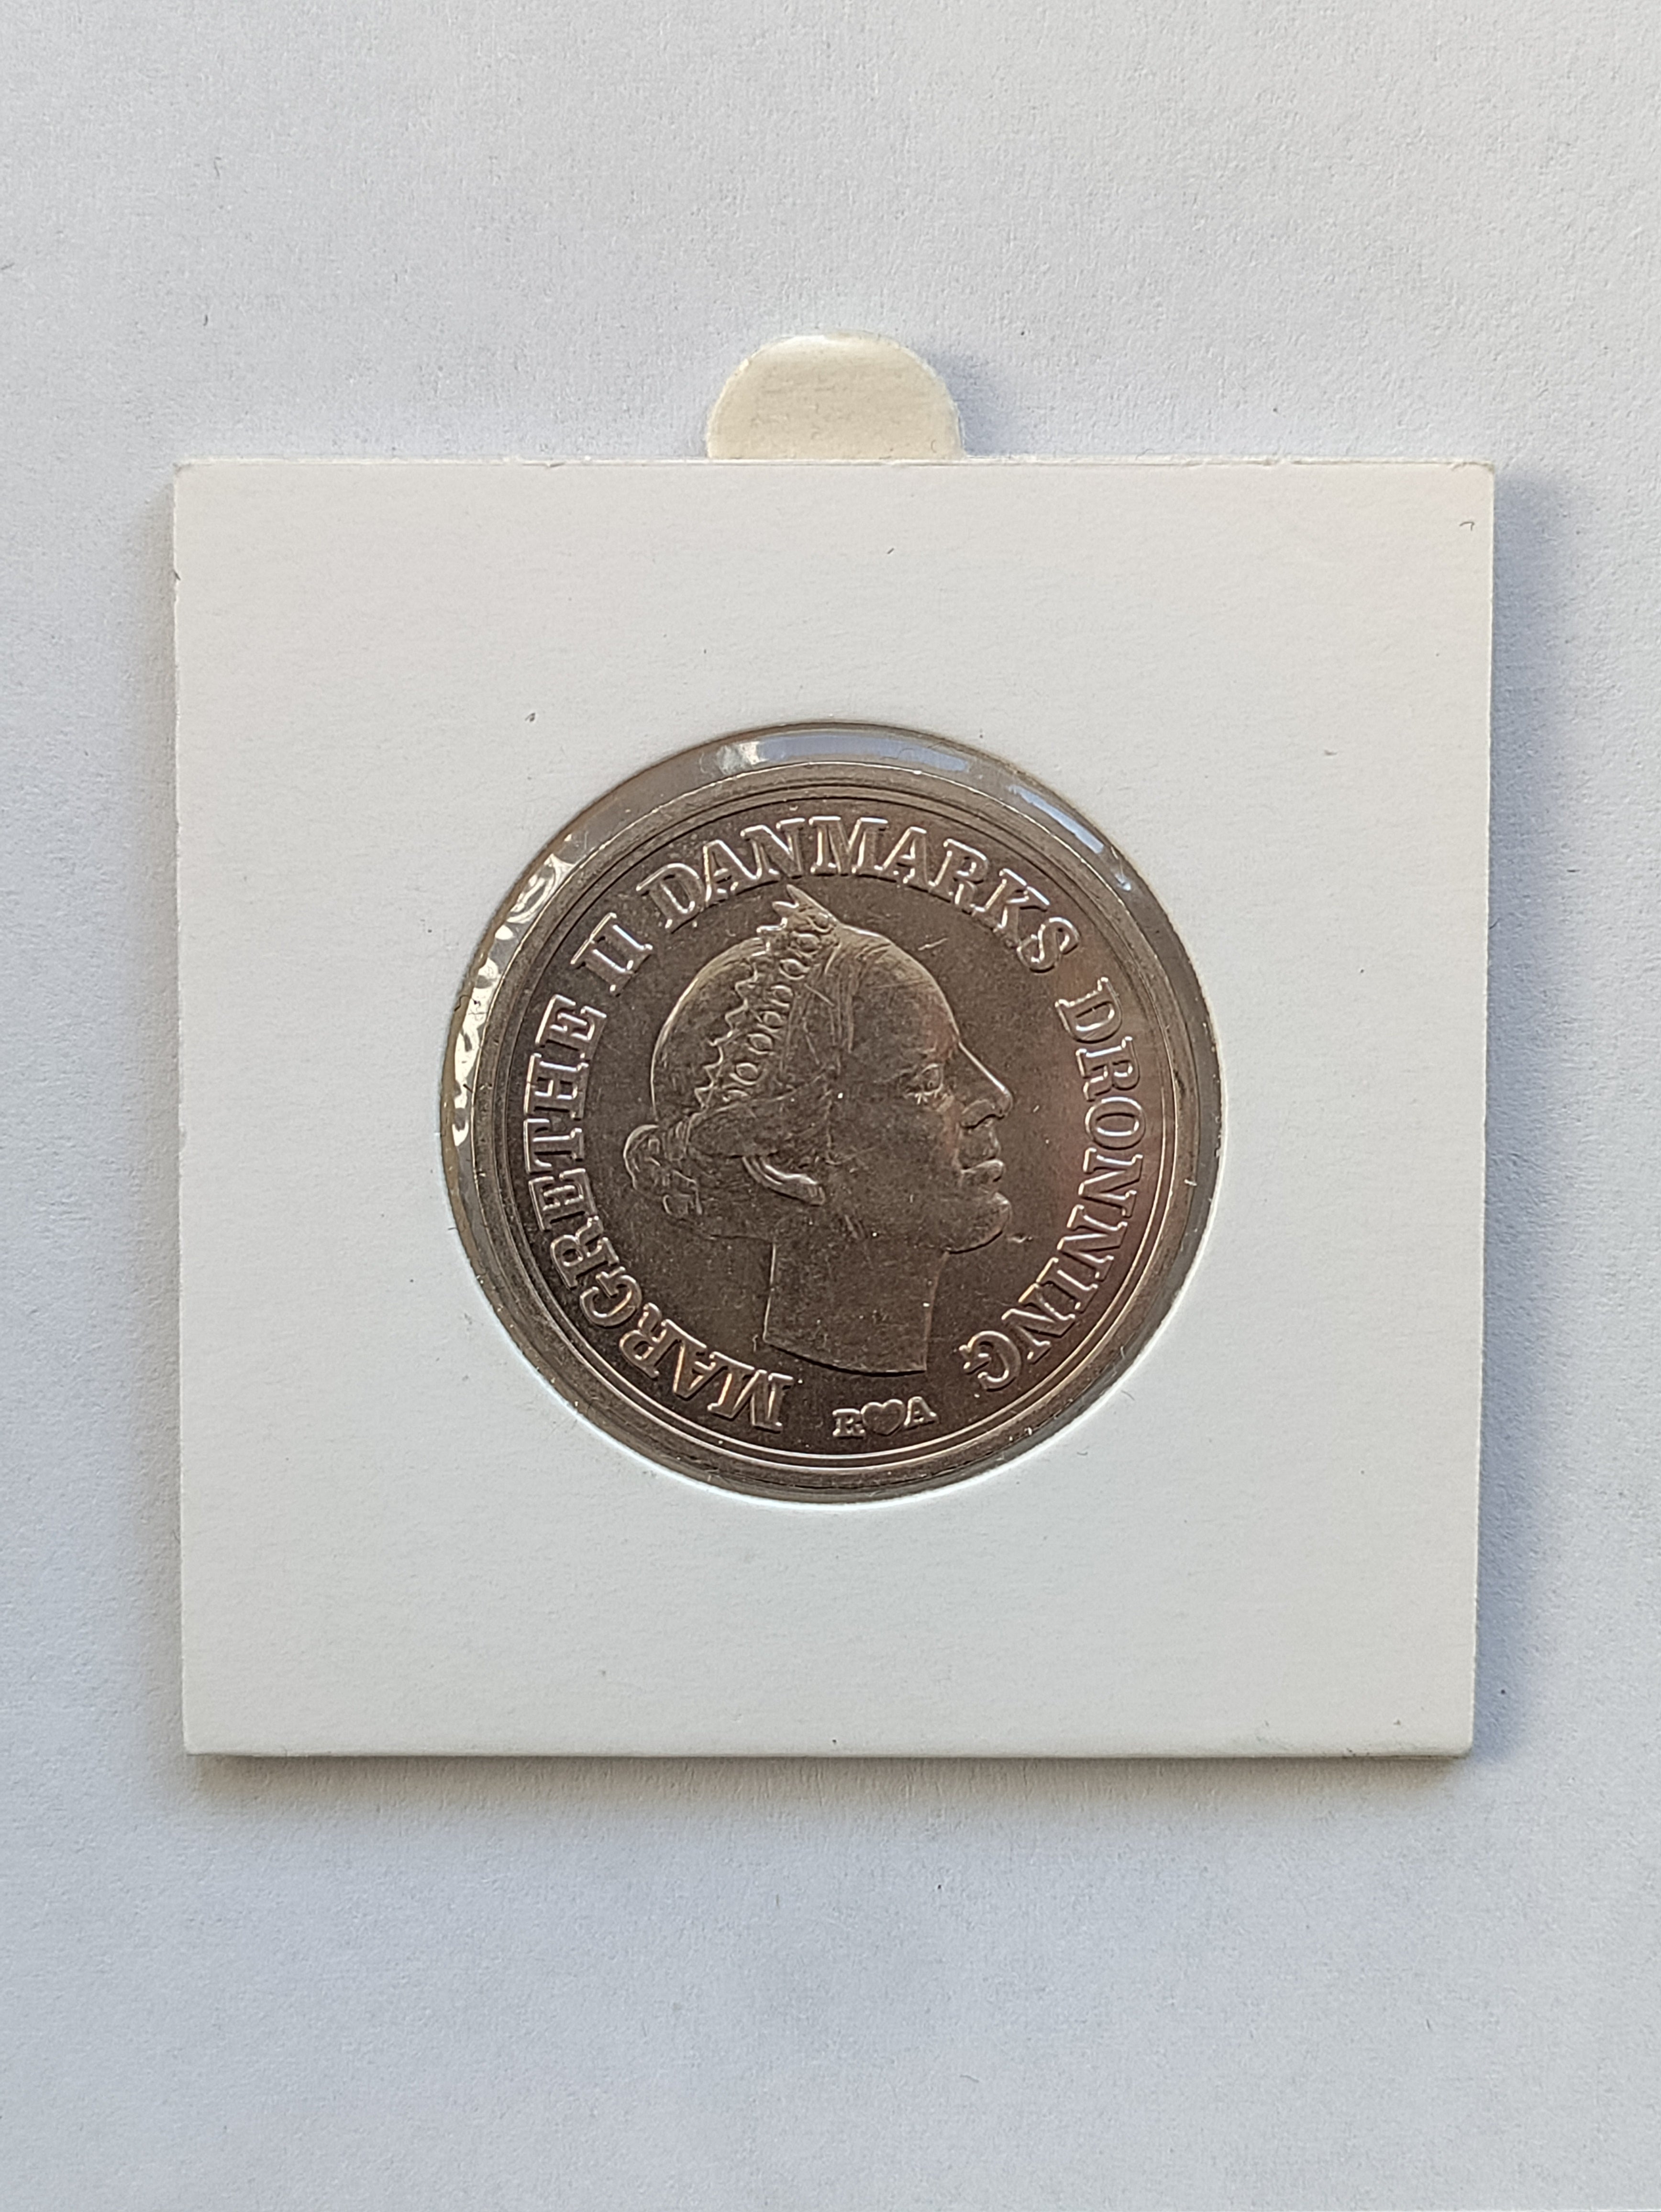 MARGRETHE II DANMARKS DRONNING
R♥A